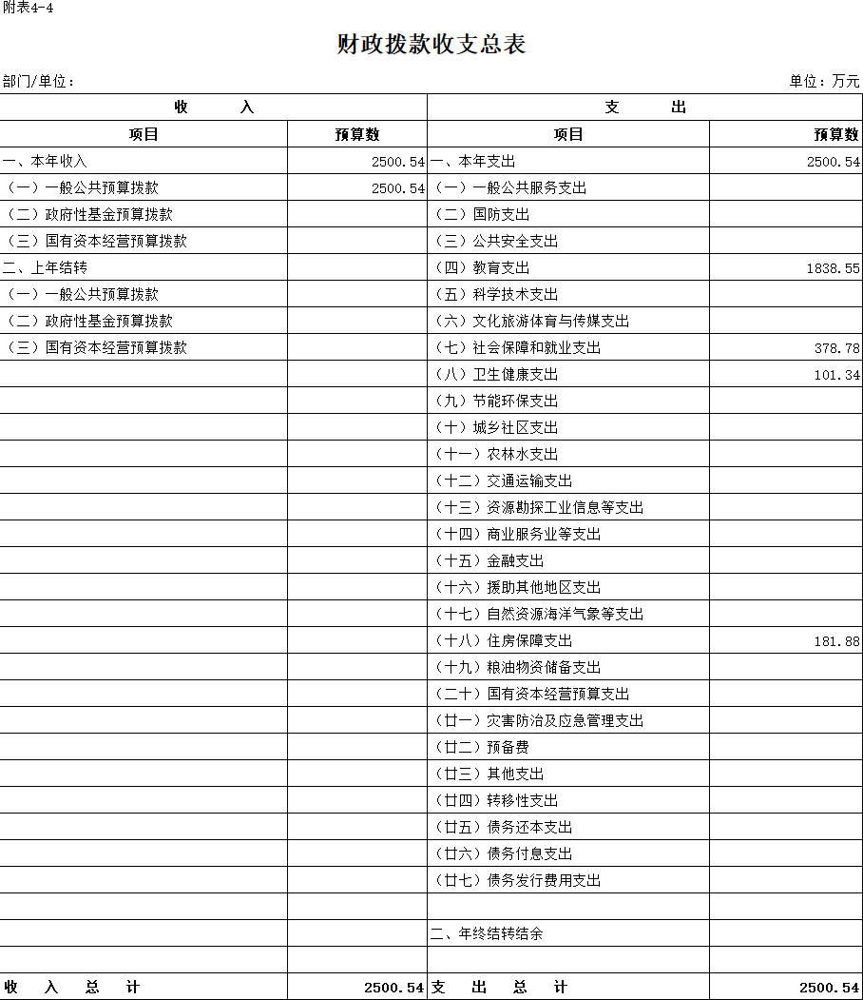 附表4-4
财政拨款收支总表
部门/单位： 单位：万元
收 入 支 出
项目 预算数 项目 预算数
一、本年收入 2500.54 一、本年支出 2500.54
（一）一般公共预算拨款 2500.54 （一）一般公共服务支出
（二）政府性基金预算拨款 （二）国防支出
（三）国有资本经营预算拨款 （三）公共安全支出
二、上年结转 （四）教育支出 1838.55
（一）一般公共预算拨款 （五）科学技术支出
（二）政府性基金预算拨款 （六）文化旅游体育与传媒支出
（三）国有资本经营预算拨款 （七）社会保障和就业支出 378.78
（八）卫生健康支出 101.34
（九）节能环保支出
（十）城乡社区支出
（十一）农林水支出
（十二）交通运输支出
（十三）资源勘探工业信息等支出
（十四）商业服务业等支出
（十五）金融支出
（十六）援助其他地区支出
（十七）自然资源海洋气象等支出
（十八）住房保障支出 181.88
（十九）粮油物资储备支出
（二十）国有资本经营预算支出
（廿一）灾害防治及应急管理支出
（廿二）预备费
（廿三）其他支出
（廿四）转移性支出
（廿五）债务还本支出
（廿六）债务付息支出
（廿七）债务发行费用支出
二、年终结转结余
收 入 总 计 2500.54 支 出 总 计 2500.54